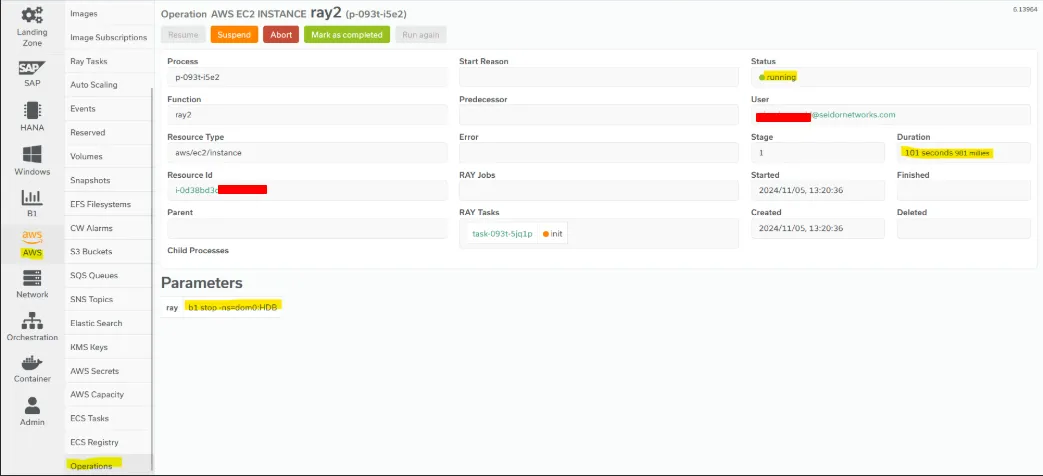 Landing
Zone
SAP
SAP
HANA
Windows
B1
aws
AWS
Network
Orchestration
Container
Admin
Images
Image Subscriptions
Ray Tasks
Auto Scaling
Events
Reserved
Volumes
Snapshots
EFS Filesystems
CW Alarms
S3 Buckets
SQS Queues
SNS Topics
Elastic Search
KMS Keys
AWS Secrets
AWS Capacity
ECS Tasks
ECS Registry
Operations
Operation AWS EC2 INSTANCE ray2 (p-093t-i5e2)
6.13964
Resume Suspend Abort Mark as completed Run again
Process
p-093t-i5e2
Function
ray2
Resource Type
aws/ec2/instance
Resource Id
i-0d38bd3c
Parent
Child Processes
Start Reason
Predecessor
Error
RAY Jobs
RAY Tasks
task-093t-5jq1p init
Status
running
User
@seidornetworks.com
Stage Duration
1 101 seconds 981 millies
Started Finished
2024/11/05, 13:20:36
Created Deleted
2024/11/05, 13:20:36
Parameters
ray b1 stop -ns=dom0:HDB